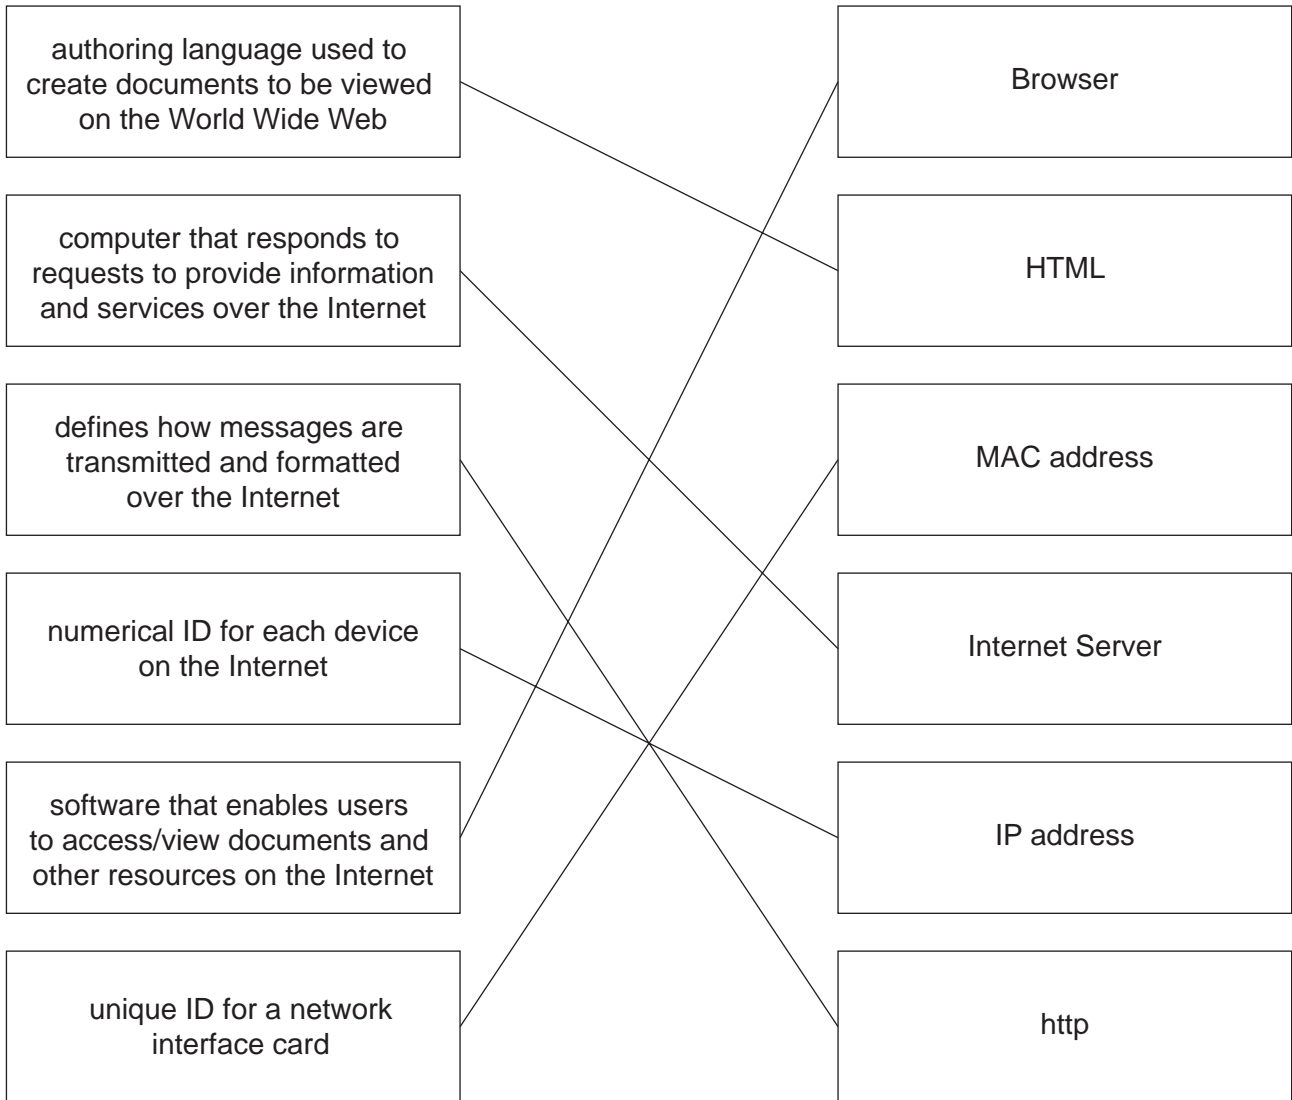 authoring language used to
create documents to be viewed
on the World Wide Web
Browser
computer that responds to
requests to provide information
and services over the Internet
HTML
defines how messages are
transmitted and formatted
over the Internet
MAC address
numerical ID for each device
on the Internet
Internet Server
software that enables users
to access/view documents and
other resources on the Internet
IP address
unique ID for a network
interface card
http